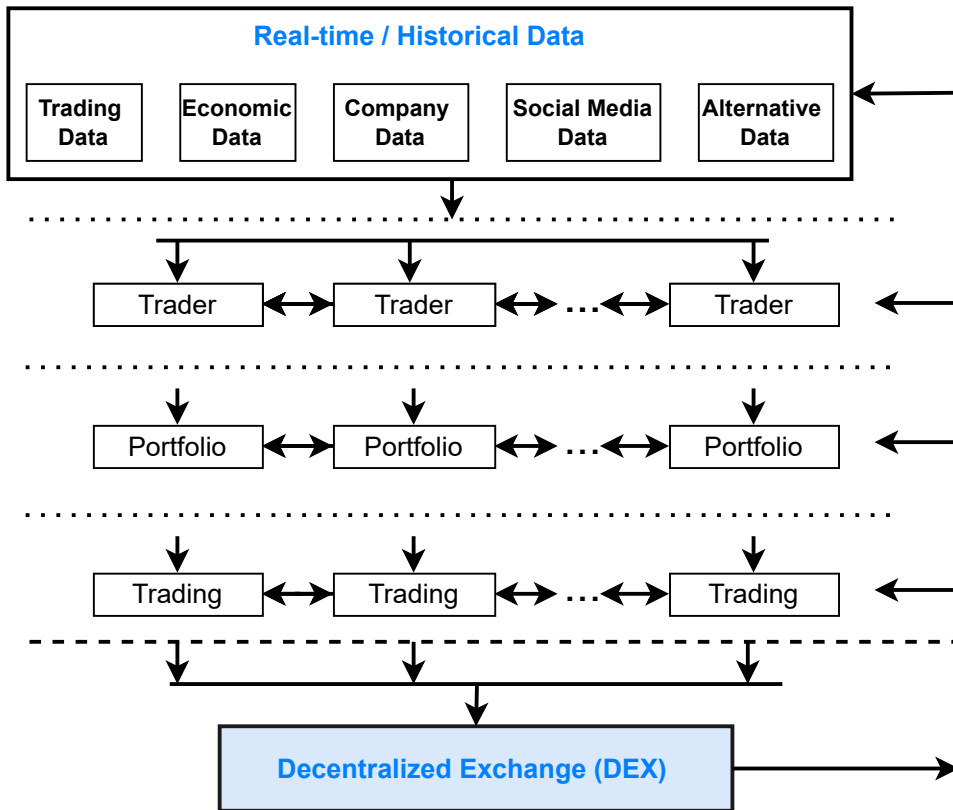 Real-time / Historical Data
Trading
Data
Economic
Data
Company
Data
Social Media
Data
Alternative
Data
Trader
Trader
...
Trader
Portfolio
Portfolio
...
Portfolio
Trading
Trading
...
Trading
Decentralized Exchange (DEX)